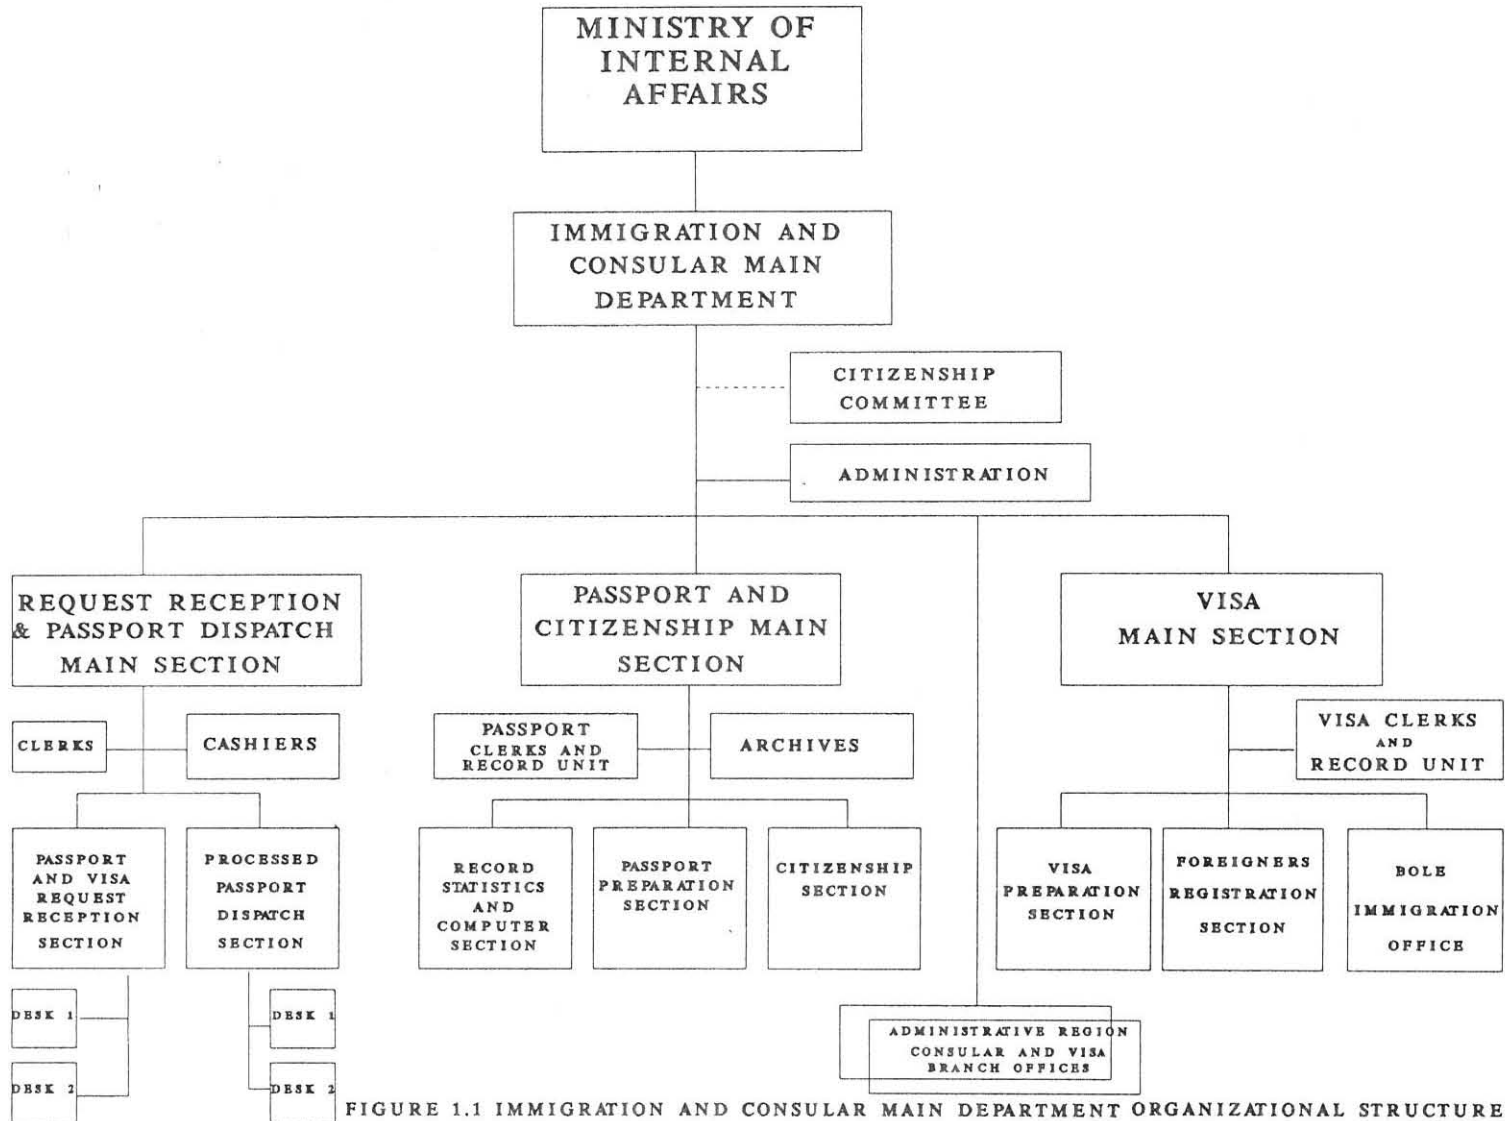 MINISTRY OF
INTERNAL
AFFAIRS
IMMIGRATION AND
CONSULAR MAIN
DEPARTMENT
CITIZENSHIP
COMMITTEE
ADMINISTRATION
REQUEST RECEPTION
& PASSPORT DISPATCH
MAIN SECTION
PASSPORT AND
CITIZENSHIP MAIN
SECTION
VISA
MAIN SECTION
CLERKS
CASHIERS
PASSPORT
CLERKS AND
RECORD UNIT
ARCHIVES
VISA CLERKS
AND
RECORD UNIT
PASSPORT
AND VISA
REQUEST
RECEPTION
SECTION
PROCESSED
PASSPORT
DISPATCH
SECTION
RECORD
STATISTICS
AND
COMPUTER
SECTION
PASSPORT
PREPARATION
SECTION
CITIZENSHIP
SECTION
VISA
PREPARATION
SECTION
FOREIGNERS
REGISTRATION
SECTION
BOLE
IMMIGRATION
OFFICE
DESK 1
DESK 2
DESK 1
DESK 2
ADMINISTRATIVE REGION
CONSULAR AND VISA
BRANCH OFFICES
FIGURE 1.1 IMMIGRATION AND CONSULAR MAIN DEPARTMENT ORGANIZATIONAL STRUCTURE